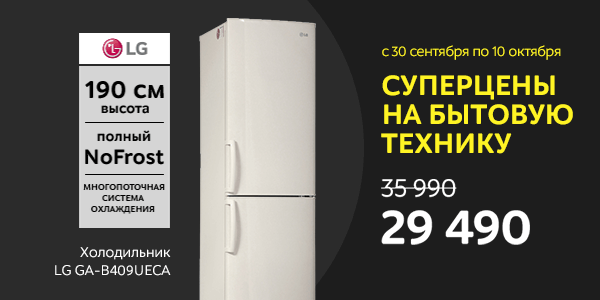 LG
190 см
высота
полный
NoFrost
МНОГОПОТОЧНАЯ
СИСТЕМА
ОХЛАЖДЕНИЯ
Холодильник
LG GA-B409UECA
с 30 сентября по 10 октября
СУПЕРЦЕНЫ
НА БЫТОВУЮ
ТЕХНИКУ
35 990
29 490